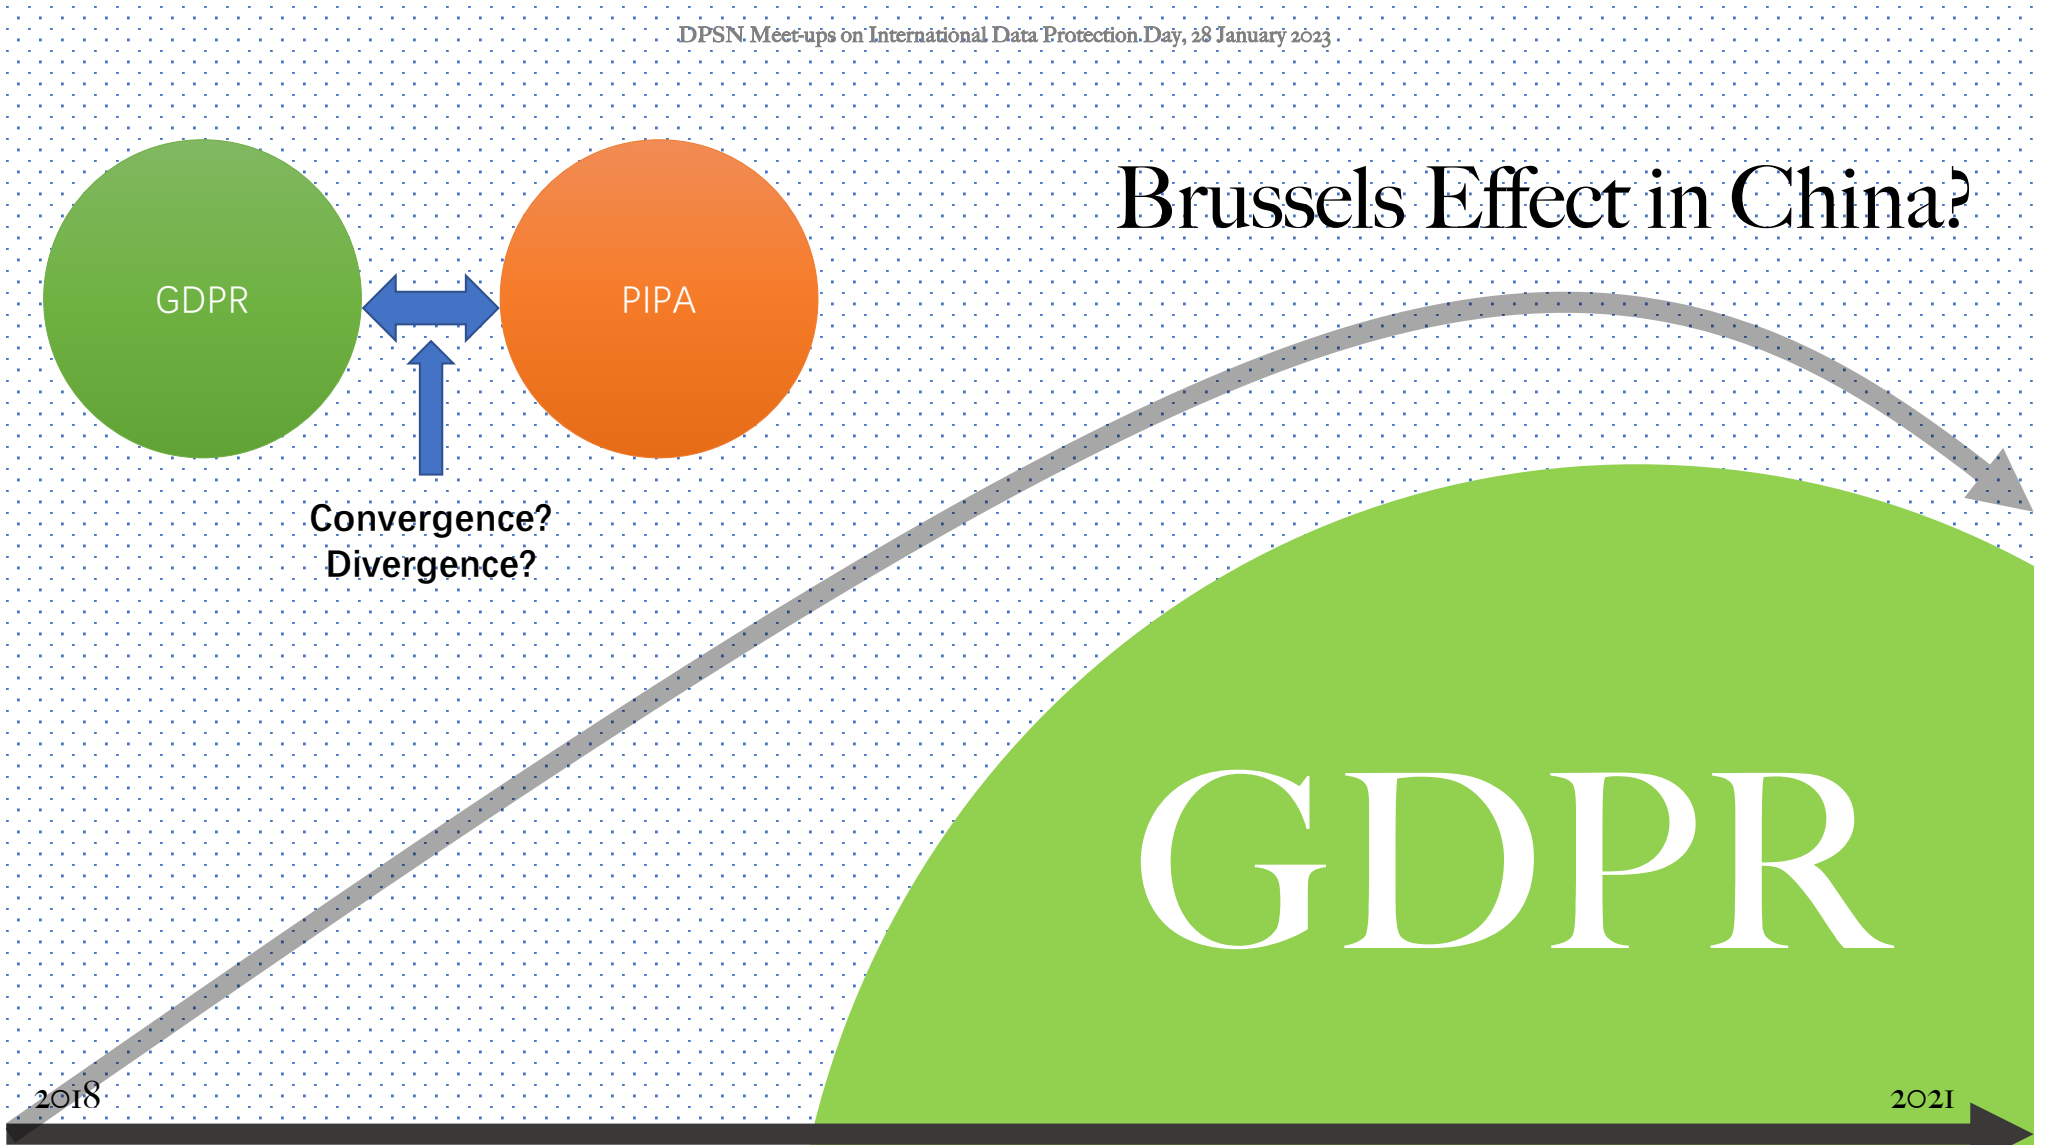 DPSN Meet-ups on International Data Protection Day, 28 January 2023
Brussels Effect in China?
GDPR
PIPA
Convergence?
Divergence?
GDPR
2018
2021